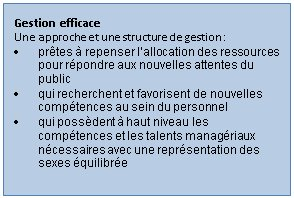 Gestion efficace
Une approche et une structure de gestion :
• prêtes à repenser l'allocation des ressources
pour répondre aux nouvelles attentes du
public
• qui recherchent et favorisent de nouvelles
compétences au sein du personnel
• qui possèdent à haut niveau les
compétences et les talents managériaux
nécessaires avec une représentation des
sexes équilibrée